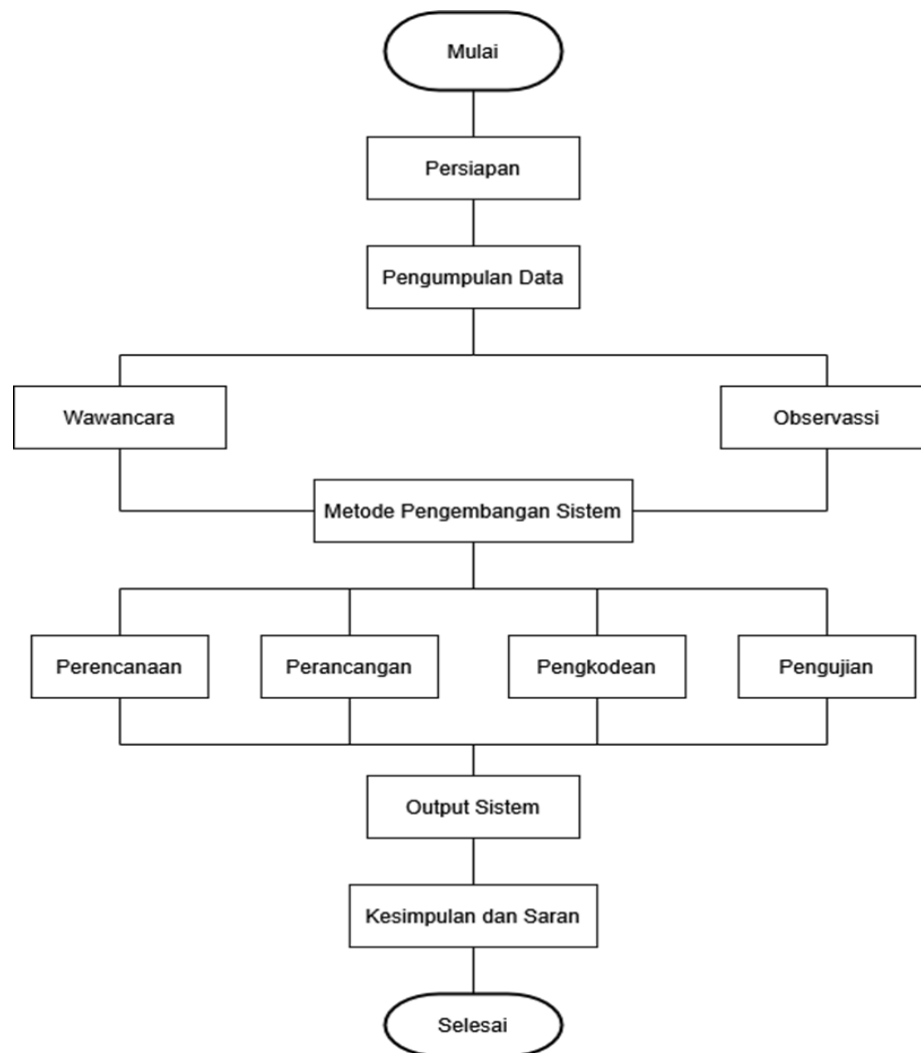 Mulai
Persiapan
Pengumpulan Data
Wawancara
Observassi
Metode Pengembangan Sistem
Perencanaan
Perancangan
Pengkodean
Pengujian
Output Sistem
Kesimpulan dan Saran
Selesai